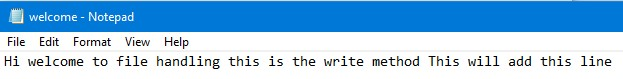 welcome - Notepad
File Edit Format View Help
Hi welcome to file handling this is the write method This will add this line